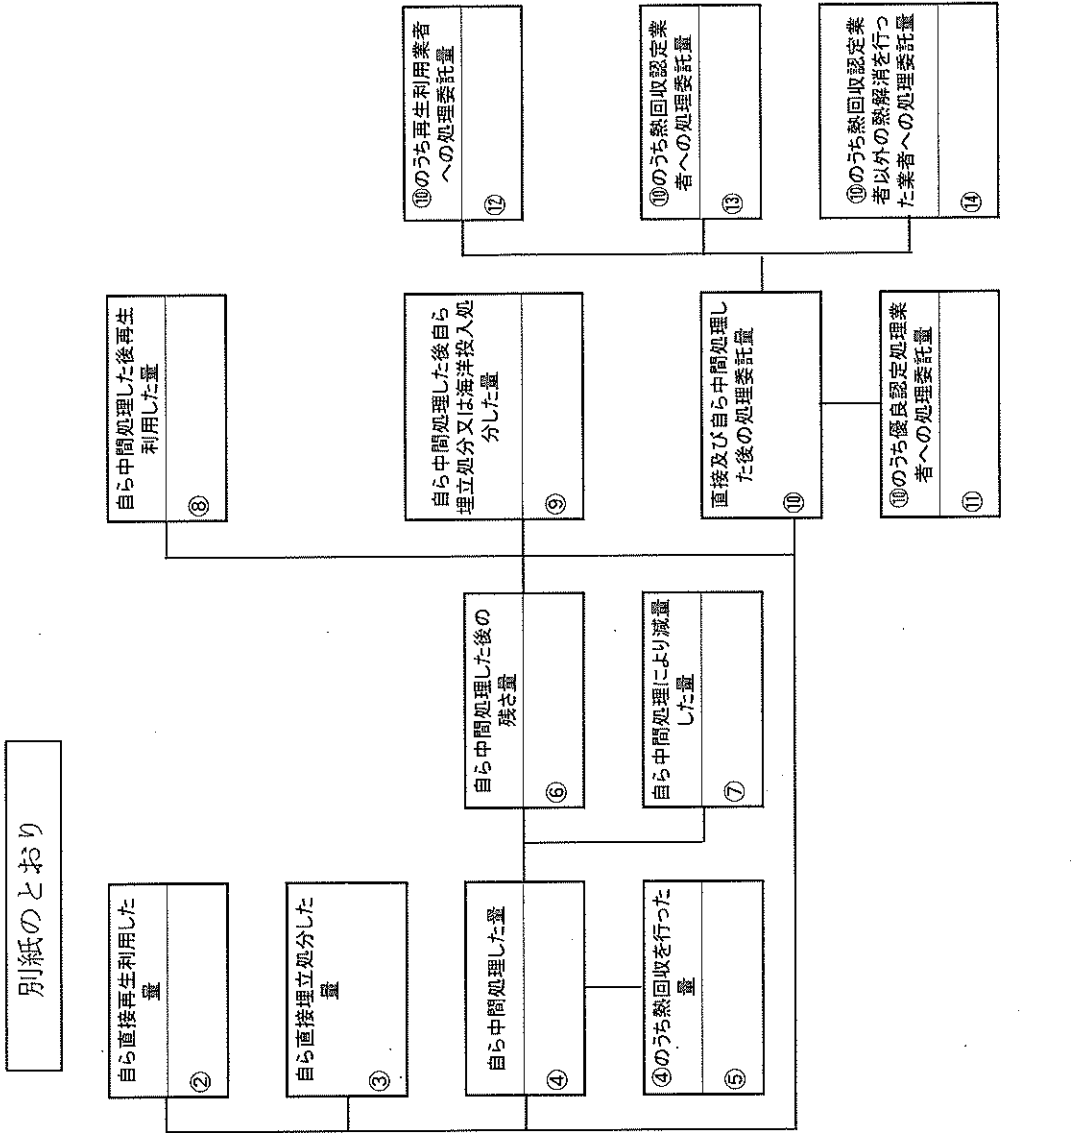 別紙のとおり
自ら直接再生利用した
量
②
自ら直接埋立処分した
量
③
自ら中間処理した量
④
④のうち熱回収を行った
量
⑤
自ら中間処理した後の
残さ量
⑥
自ら中間処理により減量
した量
⑦
自ら中間処理した後再生
利用した量
⑧
自ら中間処理した後自ら
埋立処分又は海洋投入処
分した量
⑨
直接及び自ら中間処理し
た後の処理委託量
⑩
⑩のうち優良認定処理業
者への処理委託量
⑪
⑩のうち再生利用業者
への処理委託量
⑫
⑩のうち熱回収認定業
者への処理委託量
⑬
⑩のうち熱回収認定業
者以外の熱解消を行っ
た業者への処理委託量
⑭